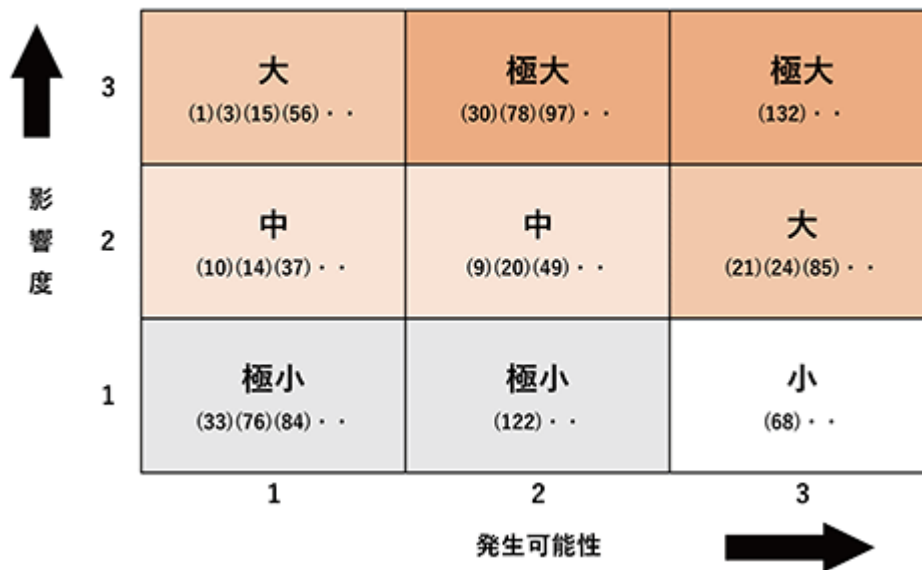 3
大
(1)(3)(15)(56)・・
極大
(30)(78)(97)・・
極大
(132)・・
影響度
2
中
(10)(14)(37)・・
中
(9)(20)(49)・・
大
(21)(24)(85)・・
1
極小
(33)(76)(84)・・
極小
(122)・・
小
(68)・・
1
2
3
発生可能性